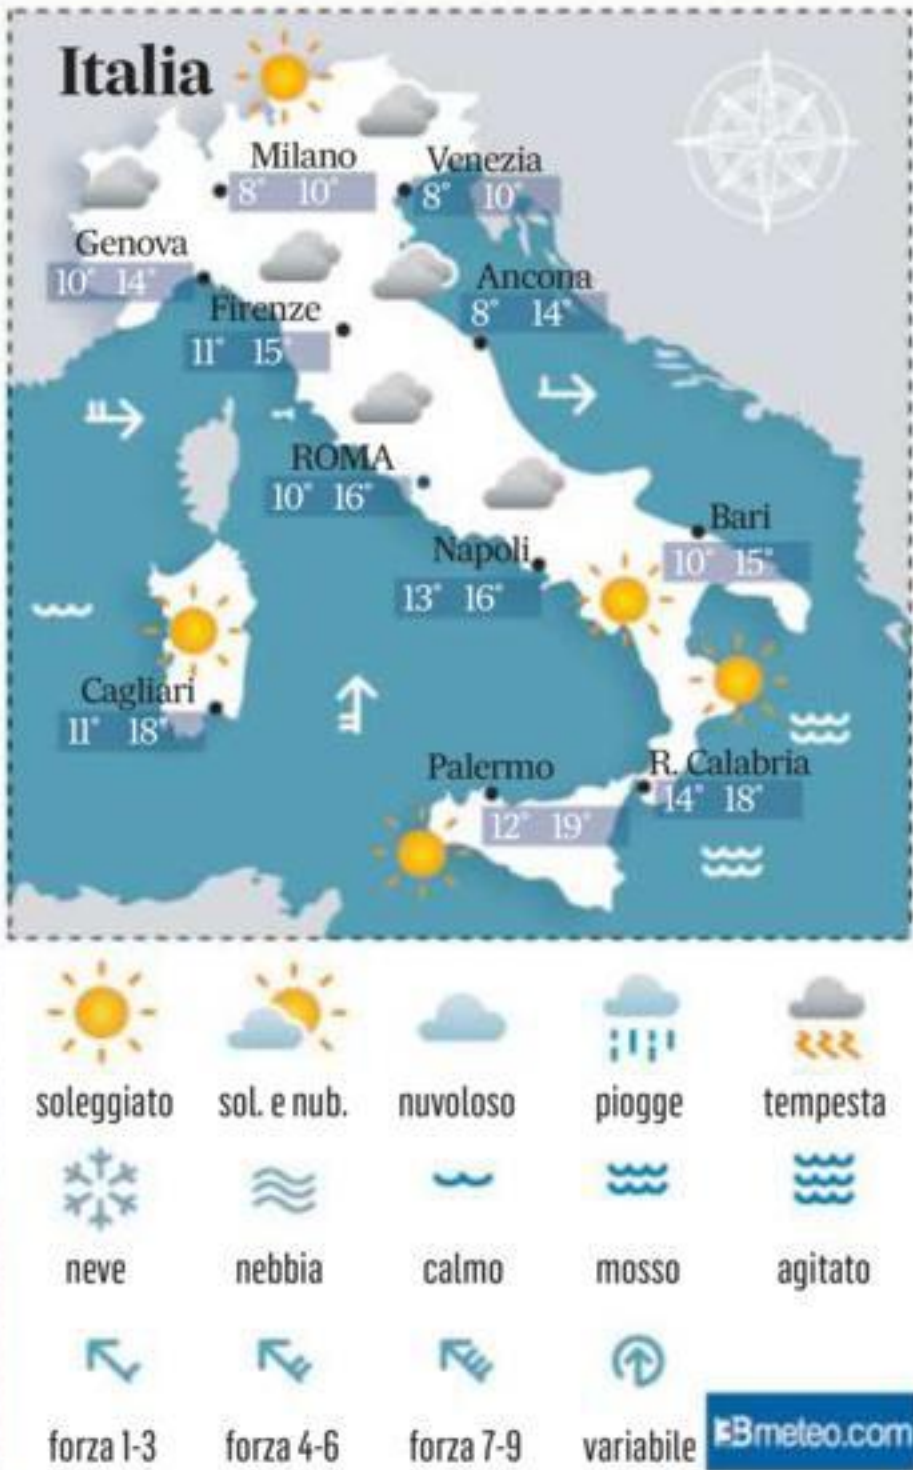 Italia
Milano
8° 10°
Venezia
8° 10°
Genova
10° 14°
Ancona
8° 14°
Firenze
11° 15°
ROMA
10° 16°
Bari
10° 15°
Napoli
13° 16°
Cagliari
11° 18°
Palermo
12° 19°
R. Calabria
14° 18°
soleggiato sol. e nub. nuvoloso piogge tempesta
neve nebbia calmo mosso agitato
forza 1-3 forza 4-6 forza 7-9 variabile
3Bmeteo.com